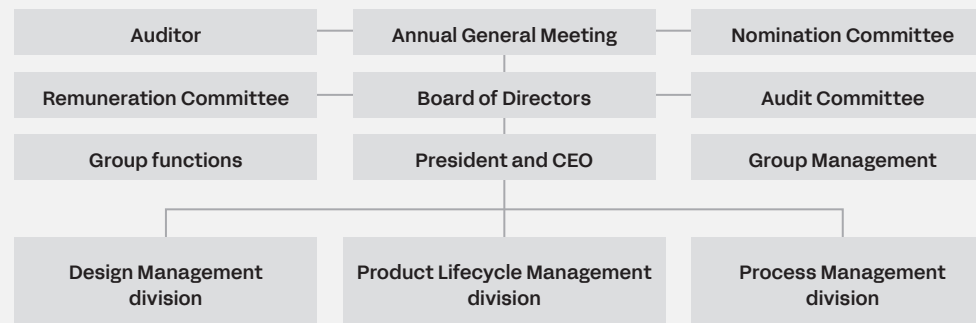 Auditor
Annual General Meeting
Nomination Committee
Remuneration Committee
Board of Directors
Audit Committee
Group functions
President and CEO
Group Management
Design Management
division
Product Lifecycle Management
division
Process Management
division